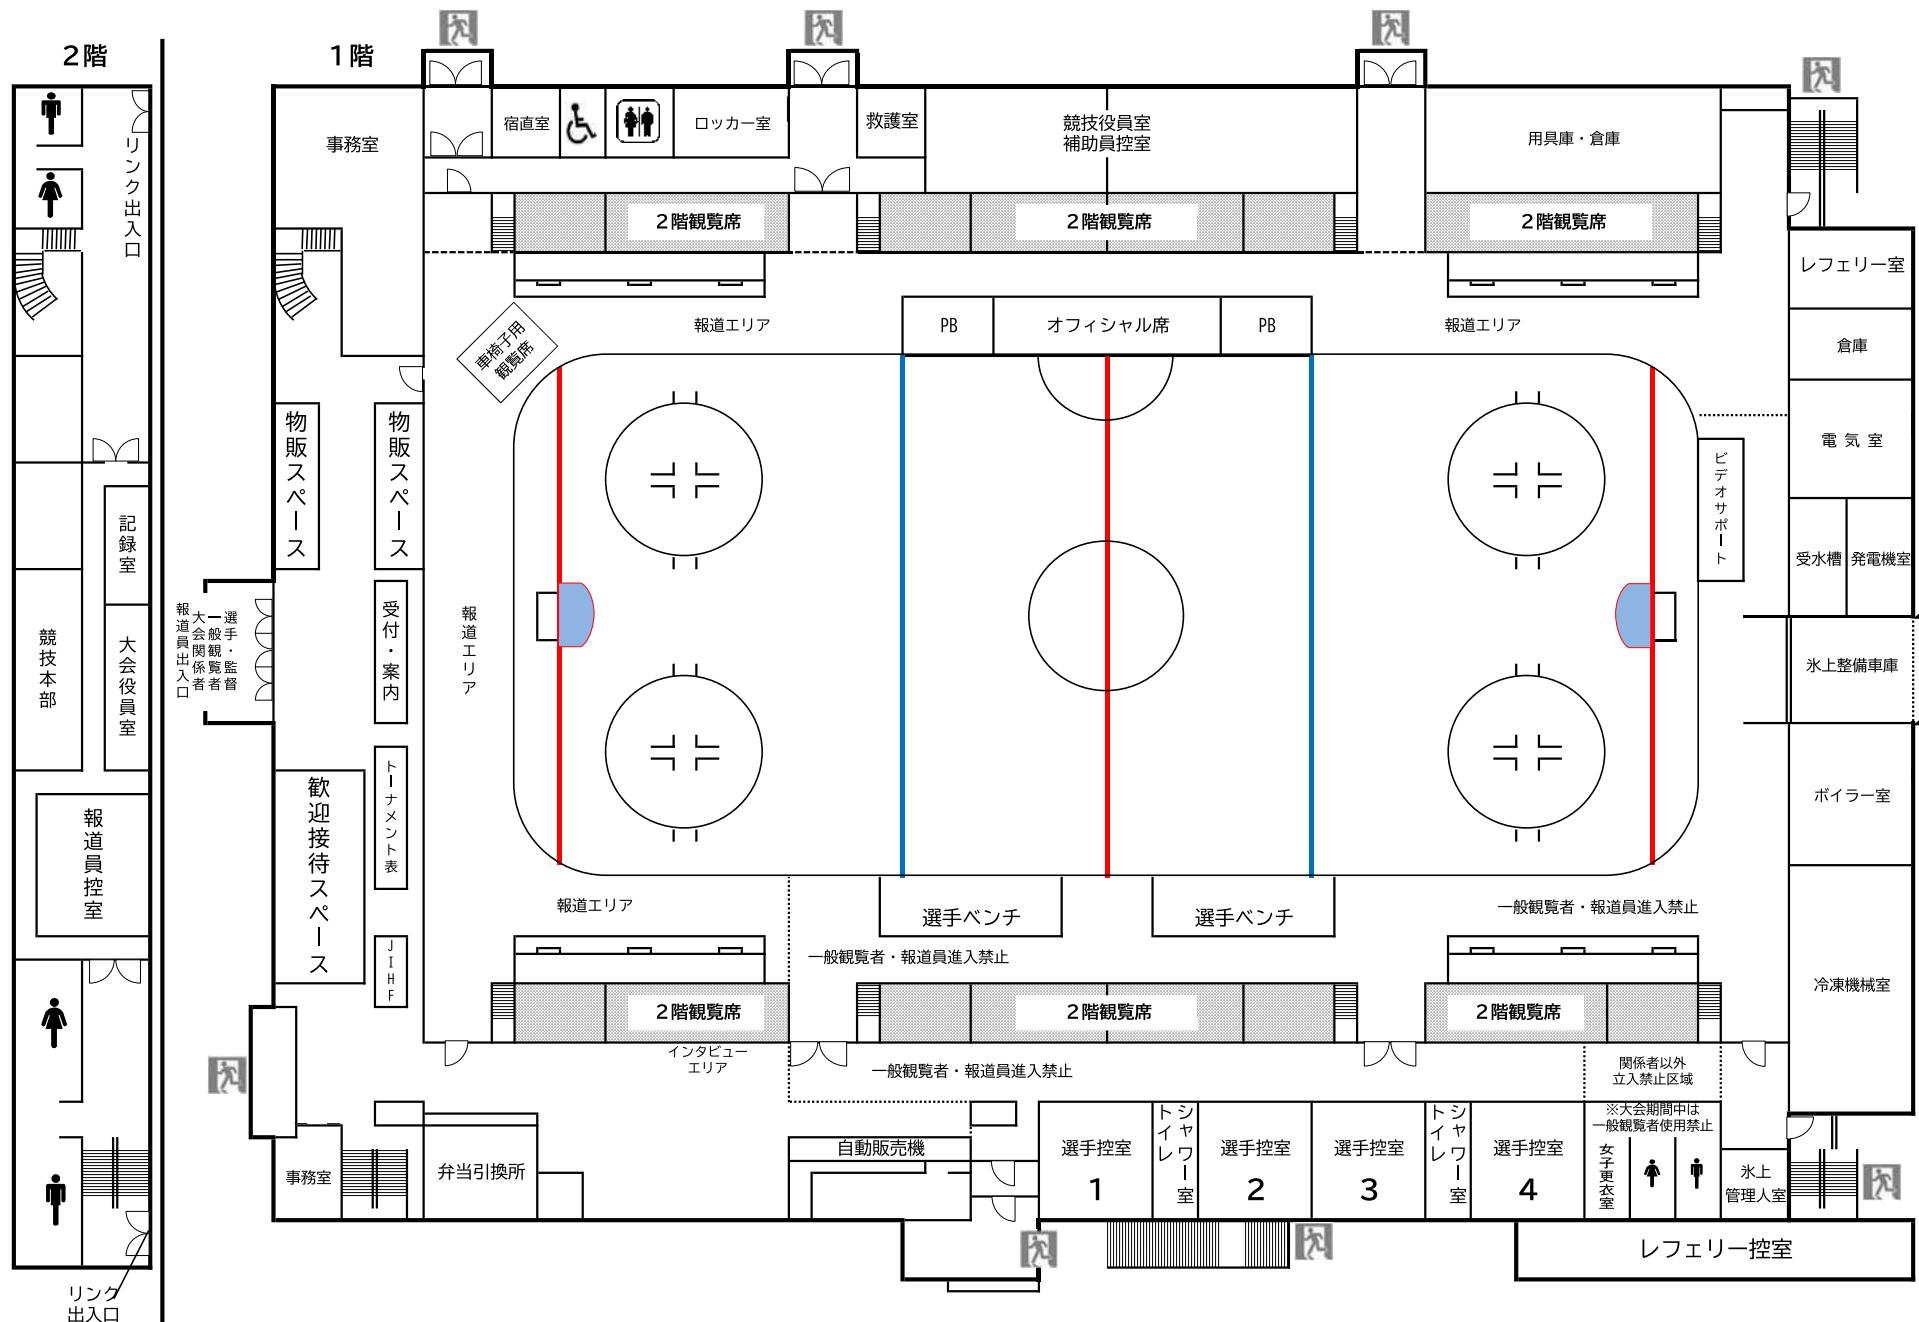 2階
1階
リンク出入口
記録室
競技本部
大会役員室
報道員控室
リンク
出入口
事務室
宿直室
ロッカー室
救護室
競技役員室
補助員控室
用具庫・倉庫
2階観覧席
2階観覧席
2階観覧席
レフェリー室
報道エリア
PB
オフィシャル席
PB
報道エリア
車椅子用
観覧席
倉庫
物販スペース
物販スペース
電気室
ビデオサポート
受水槽
発電機室
選手・監督
一般観覧者
大会関係者
報道員出入口
受付・案内
報道エリア
氷上整備車庫
トーナメント表
歓迎接待スペース
ボイラー室
報道エリア
選手ベンチ
選手ベンチ
一般観覧者・報道員進入禁止
一般観覧者・報道員進入禁止
JIHF
冷凍機械室
2階観覧席
2階観覧席
2階観覧席
インタビュー
エリア
一般観覧者・報道員進入禁止
関係者以外
立入禁止区域
※大会期間中は
一般観覧者使用禁止
事務室
弁当引換所
自動販売機
選手控室
1
シャワー室
トイレ
選手控室
2
選手控室
3
シャワー室
トイレ
選手控室
4
女子更衣室
氷上
管理人室
レフェリー控室